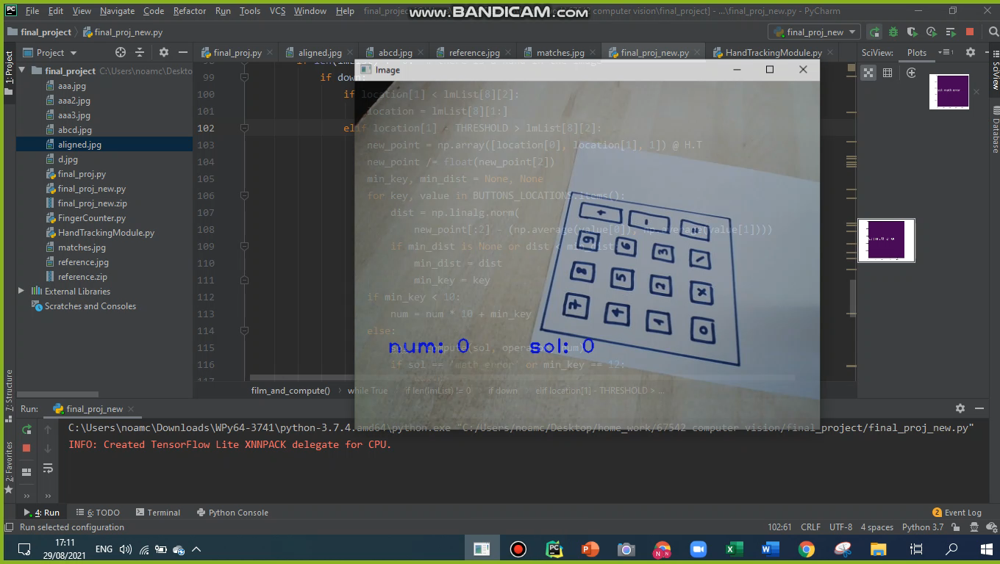 www.BANDICAM.com
File Edit View Navigate Code Refactor Run Tools VCS Window Help
computer vision\final_project] - ...\final_proj_new.py - PyCharm
final_project final_proj_new.py
final_proj_new
Project
final_proj.py aligned.jpg abcd.jpg reference.jpg matches.jpg final_proj_new.py HandTrackingModule.py
SciView: Plots
1: Project
final_project C:\Users\noamc\Deskto
aaa.jpg
aaa2.jpg
aaa3.jpg
abcd.jpg
aligned.jpg
d.jpg
final_proj.py
final_proj_new.py
final_proj_new.zip
FingerCounter.py
HandTrackingModule.py
matches.jpg
reference.jpg
reference.zip
External Libraries
Scratches and Consoles
Image
99 if down:
100 if location[1] < lmList[8][2]:
101 location = lmList[8][1:]
102 elif location[1] - THRESHOLD > lmList[8][2]:
103 new_point = np.array([location[0], location[1], 1]) @ H.T
104 new_point /= float(new_point[2])
105 min_key, min_dist = None, None
106 for key, value in BUTTONS_LOCATIONS.items():
107 dist = np.linalg.norm(
108 new_point[:2] - (np.average(value[0]), np.average(value[1])))
109 if min_dist is None or dist < min_dist:
110 min_dist = dist
111 min_key = key
112 if min_key < 10:
113 num = num * 10 + min_key
114 else:
115
116 if sol == 'math_error' or min_key == 12:
117
+ - =
9 6 3 /
8 5 2 X
7 4 1 0
num: 0 sol: 0
SciView
Database
film_and_compute() while True if len(lmList) != 0 if down elif location[1] - THRESHOLD > ...
7: Structure
2: Favorites
Run: final_proj_new
C:\Users\noamc\Downloads\WPy64-3741\python-3.7.4.amd64\python.exe "C:/Users/noamc/Desktop/home_work/67542 computer vision/final_project/final_proj_new.py"
INFO: Created TensorFlow Lite XNNPACK delegate for CPU.
4: Run 6: TODO Terminal Python Console
2 Event Log
Run selected configuration
102:61 CRLF UTF-8 4 spaces Python 3.7
17:11
29/08/2021
ENG